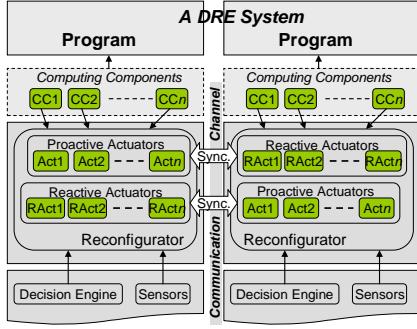 A DRE System
Program
Program
Computing Components
CC1 CC2 CCn
Computing Components
CC1 CC2 CCn
Communication Channel
Proactive Actuators
Act1 Act2 Actn
Reactive Actuators
RAct1 RAct2 RActn
Reconfigurator
Sync.
Sync.
Reactive Actuators
RAct1 RAct2 RActn
Proactive Actuators
Act1 Act2 Actn
Reconfigurator
Decision Engine Sensors
Decision Engine Sensors